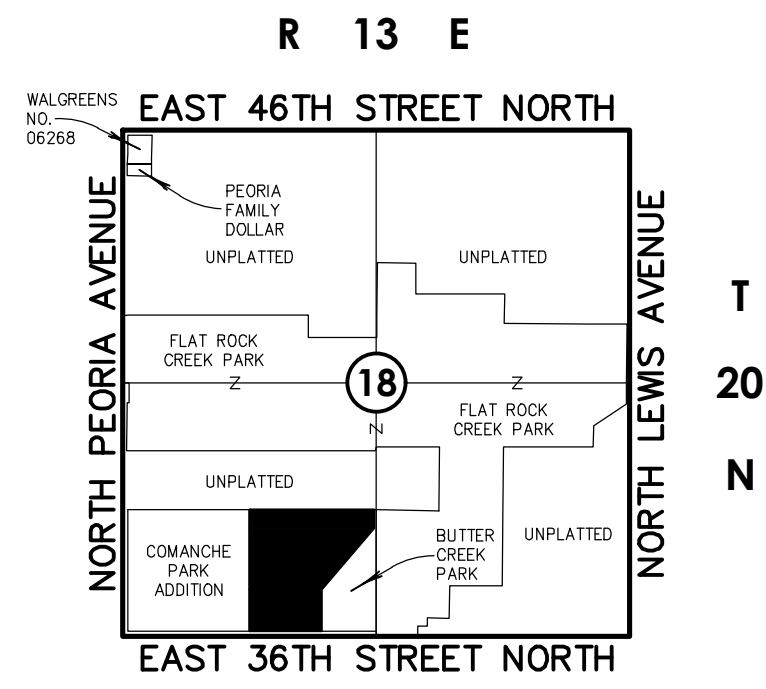 R 13 E
EAST 46TH STREET NORTH
WALGREENS
NO.
06268
PEORIA
FAMILY
DOLLAR
UNPLATTED
UNPLATTED
NORTH PEORIA AVENUE
NORTH LEWIS AVENUE
T
20
N
FLAT ROCK
CREEK PARK
18
Z
Z
Z
FLAT ROCK
CREEK PARK
UNPLATTED
COMANCHE
PARK
ADDITION
BUTTER
CREEK
PARK
UNPLATTED
EAST 36TH STREET NORTH